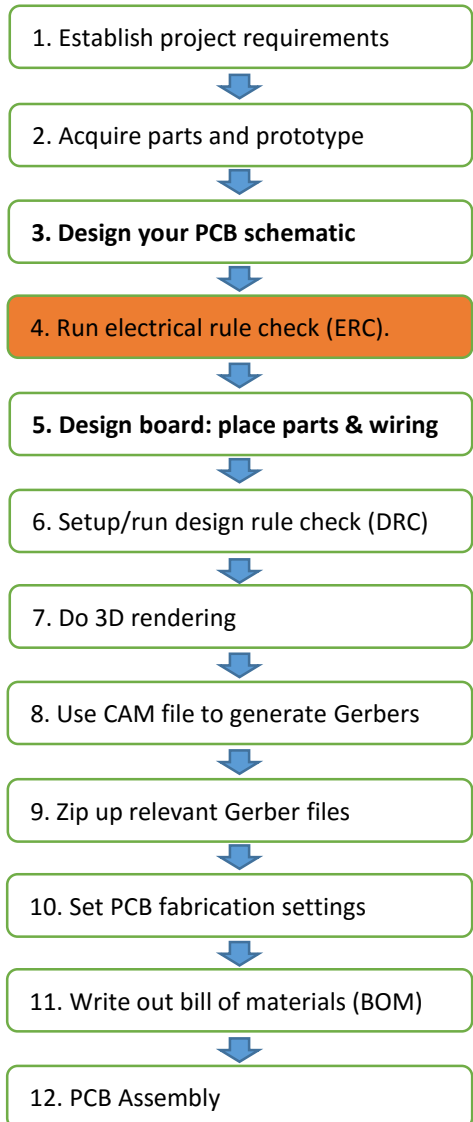 1. Establish project requirements
2. Acquire parts and prototype
3. Design your PCB schematic
4. Run electrical rule check (ERC).
5. Design board: place parts & wiring
6. Setup/run design rule check (DRC)
7. Do 3D rendering
8. Use CAM file to generate Gerbers
9. Zip up relevant Gerber files
10. Set PCB fabrication settings
11. Write out bill of materials (BOM)
12. PCB Assembly